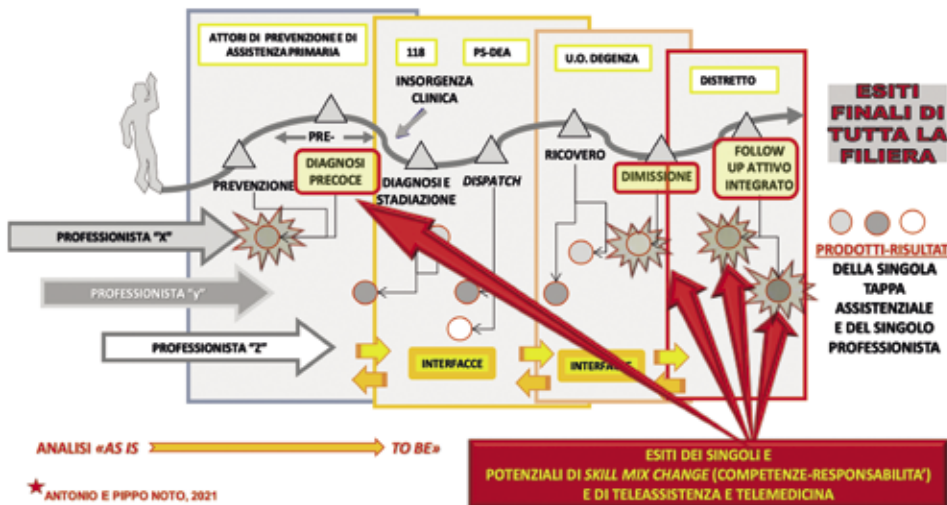 ATTORI DI PREVENZIONE E DI
ASSISTENZA PRIMARIA
118
PS-DEA
U.O. DEGENZA
DISTRETTO
INSORGENZA
CLINICA
ESITI
FINALI DI
TUTTA LA
FILIERA
PRE-
PREVENZIONE
DIAGNOSI
PRECOCE
DIAGNOSI E
STADIAZIONE
DISPATCH
RICOVERO
DIMISSIONE
FOLLOW
UP ATTIVO
INTEGRATO
PROFESSIONISTA "X"
PROFESSIONISTA "y"
PROFESSIONISTA "Z"
PRODOTTI-RISULTAT
DELLA SINGOLA
TAPPA
ASSISTENZIALE
E DEL SINGOLO
PROFESSIONISTA
INTERFACCE
INTERFACCE
ANALISI «AS IS
TO BE»
ESITI DEI SINGOLI E
POTENZIALI DI SKILL MIX CHANGE (COMPETENZE-RESPONSABILITA')
E DI TELEASSISTENZA E TELEMEDICINA
ANTONIO E PIPPO NOTO, 2021